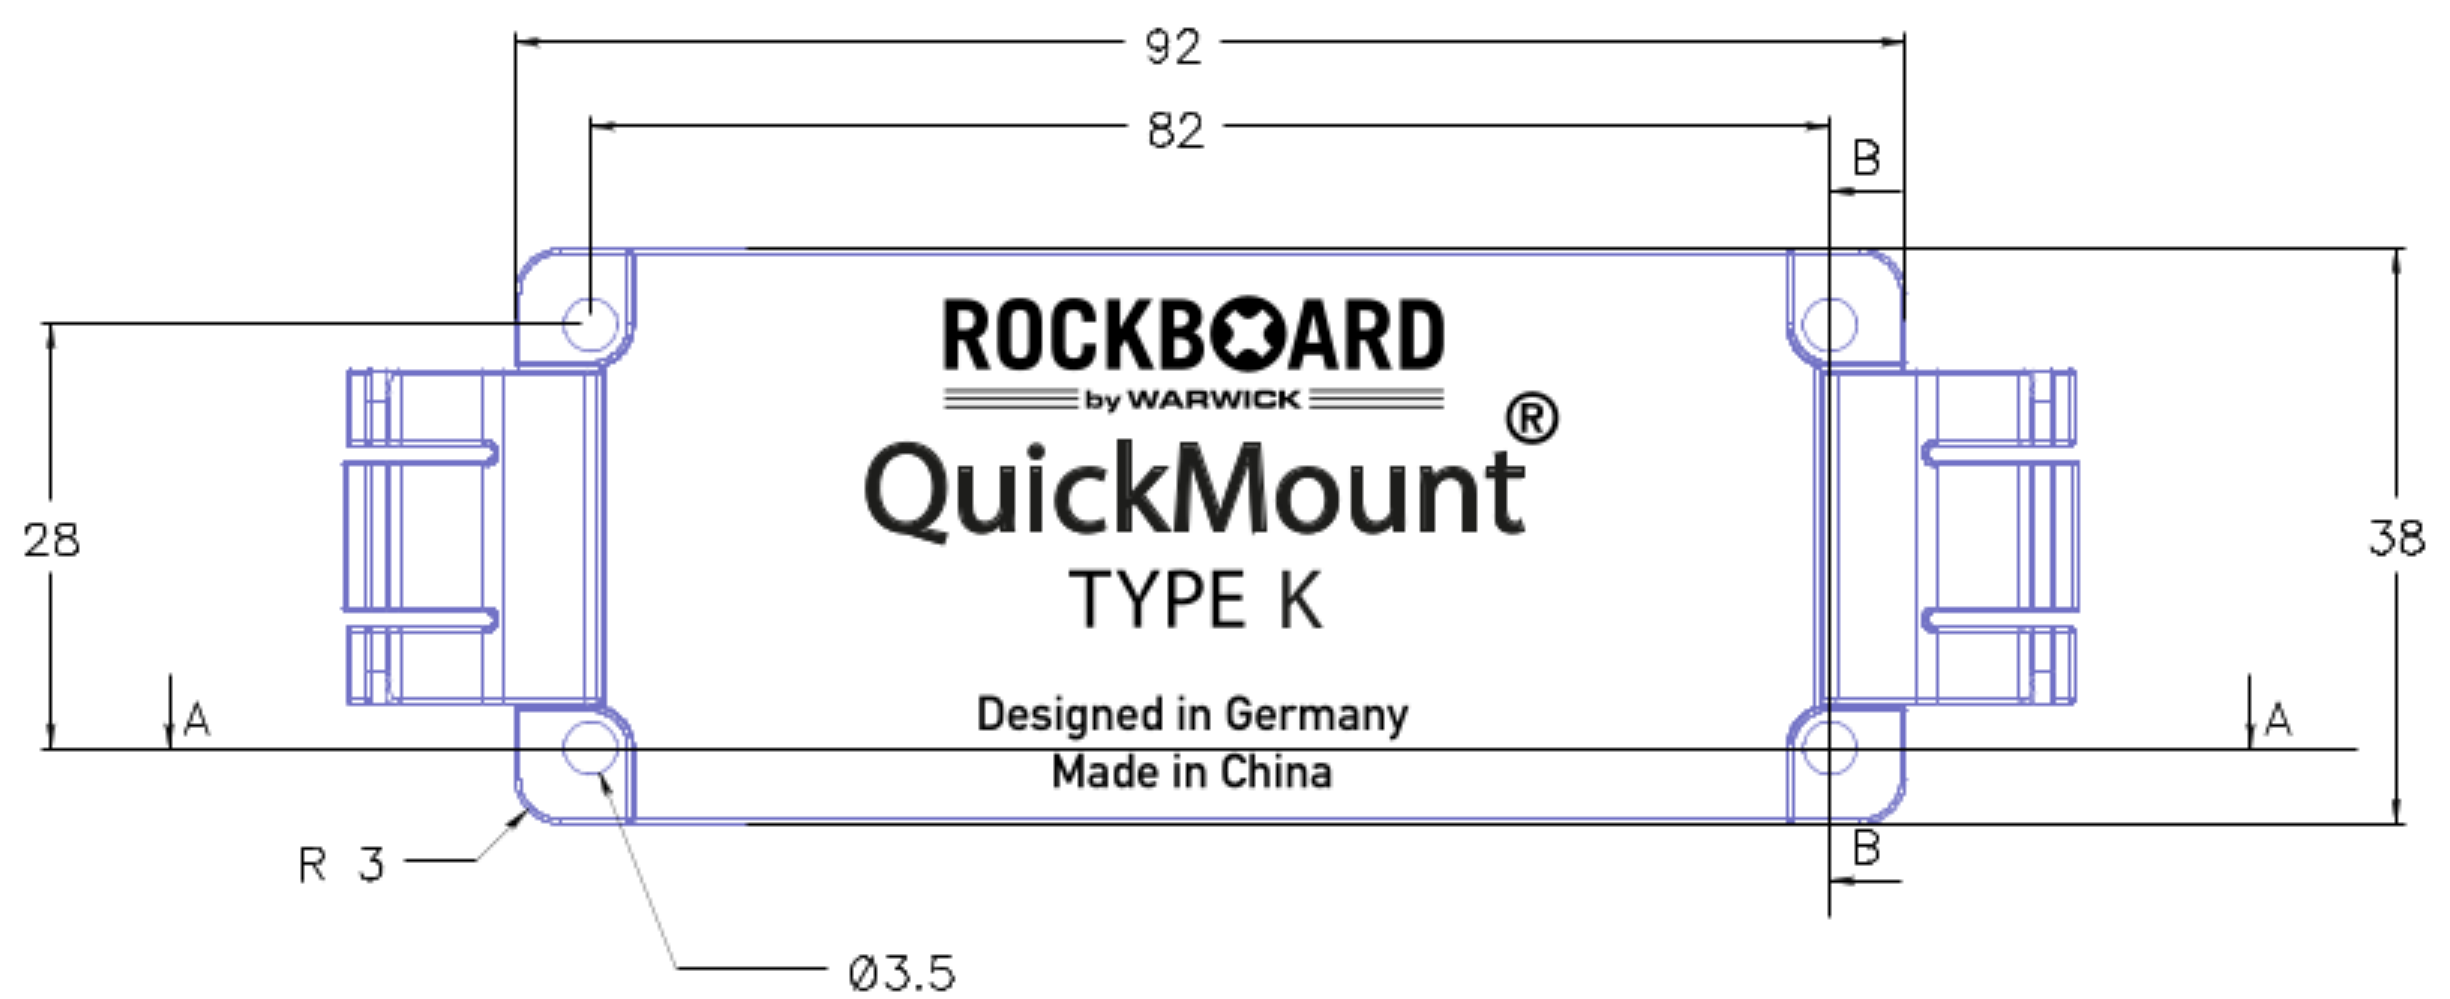 92
82
B
ROCKBOARD
by WARWICK
QuickMount®
TYPE K
28
38
A
A
Designed in Germany
Made in China
B
R 3
Ø3.5